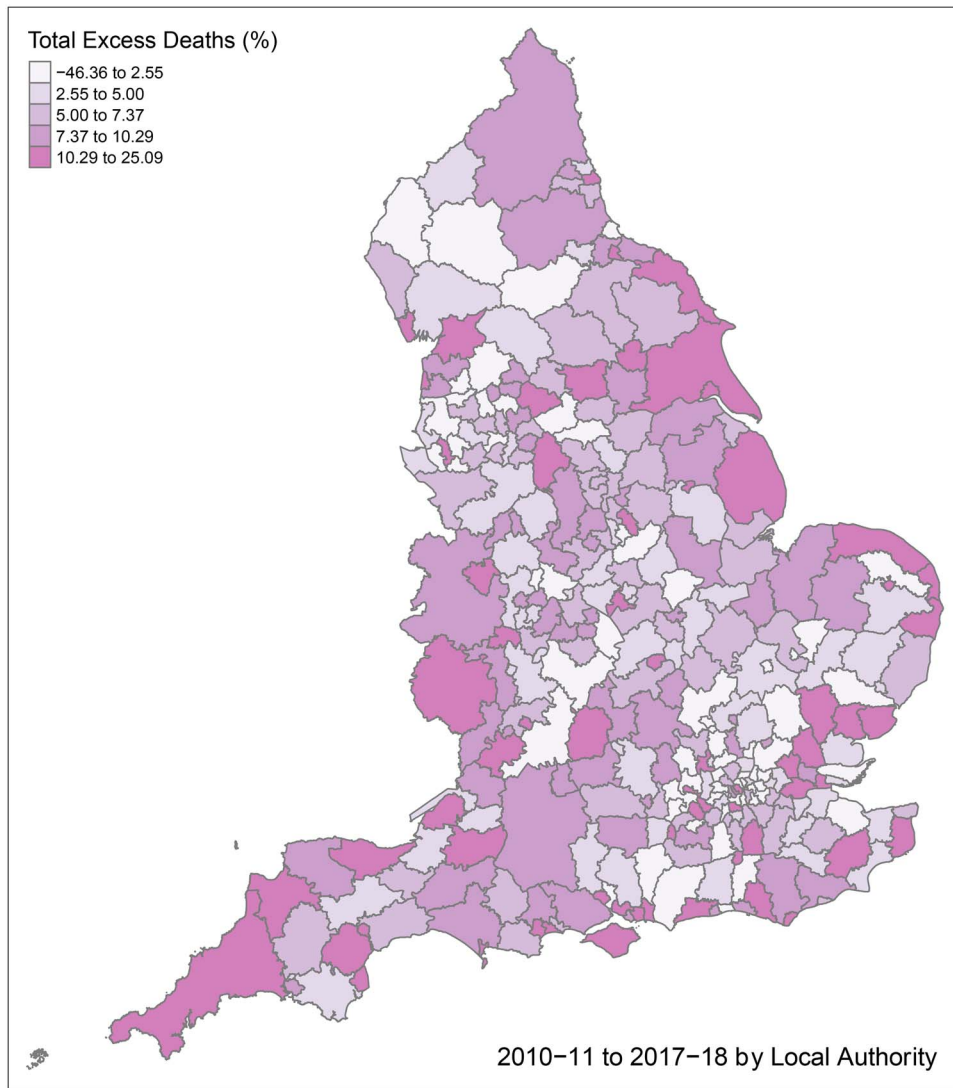 Total Excess Deaths (%)
−46.36 to 2.55
2.55 to 5.00
5.00 to 7.37
7.37 to 10.29
10.29 to 25.09
2010−11 to 2017−18 by Local Authority